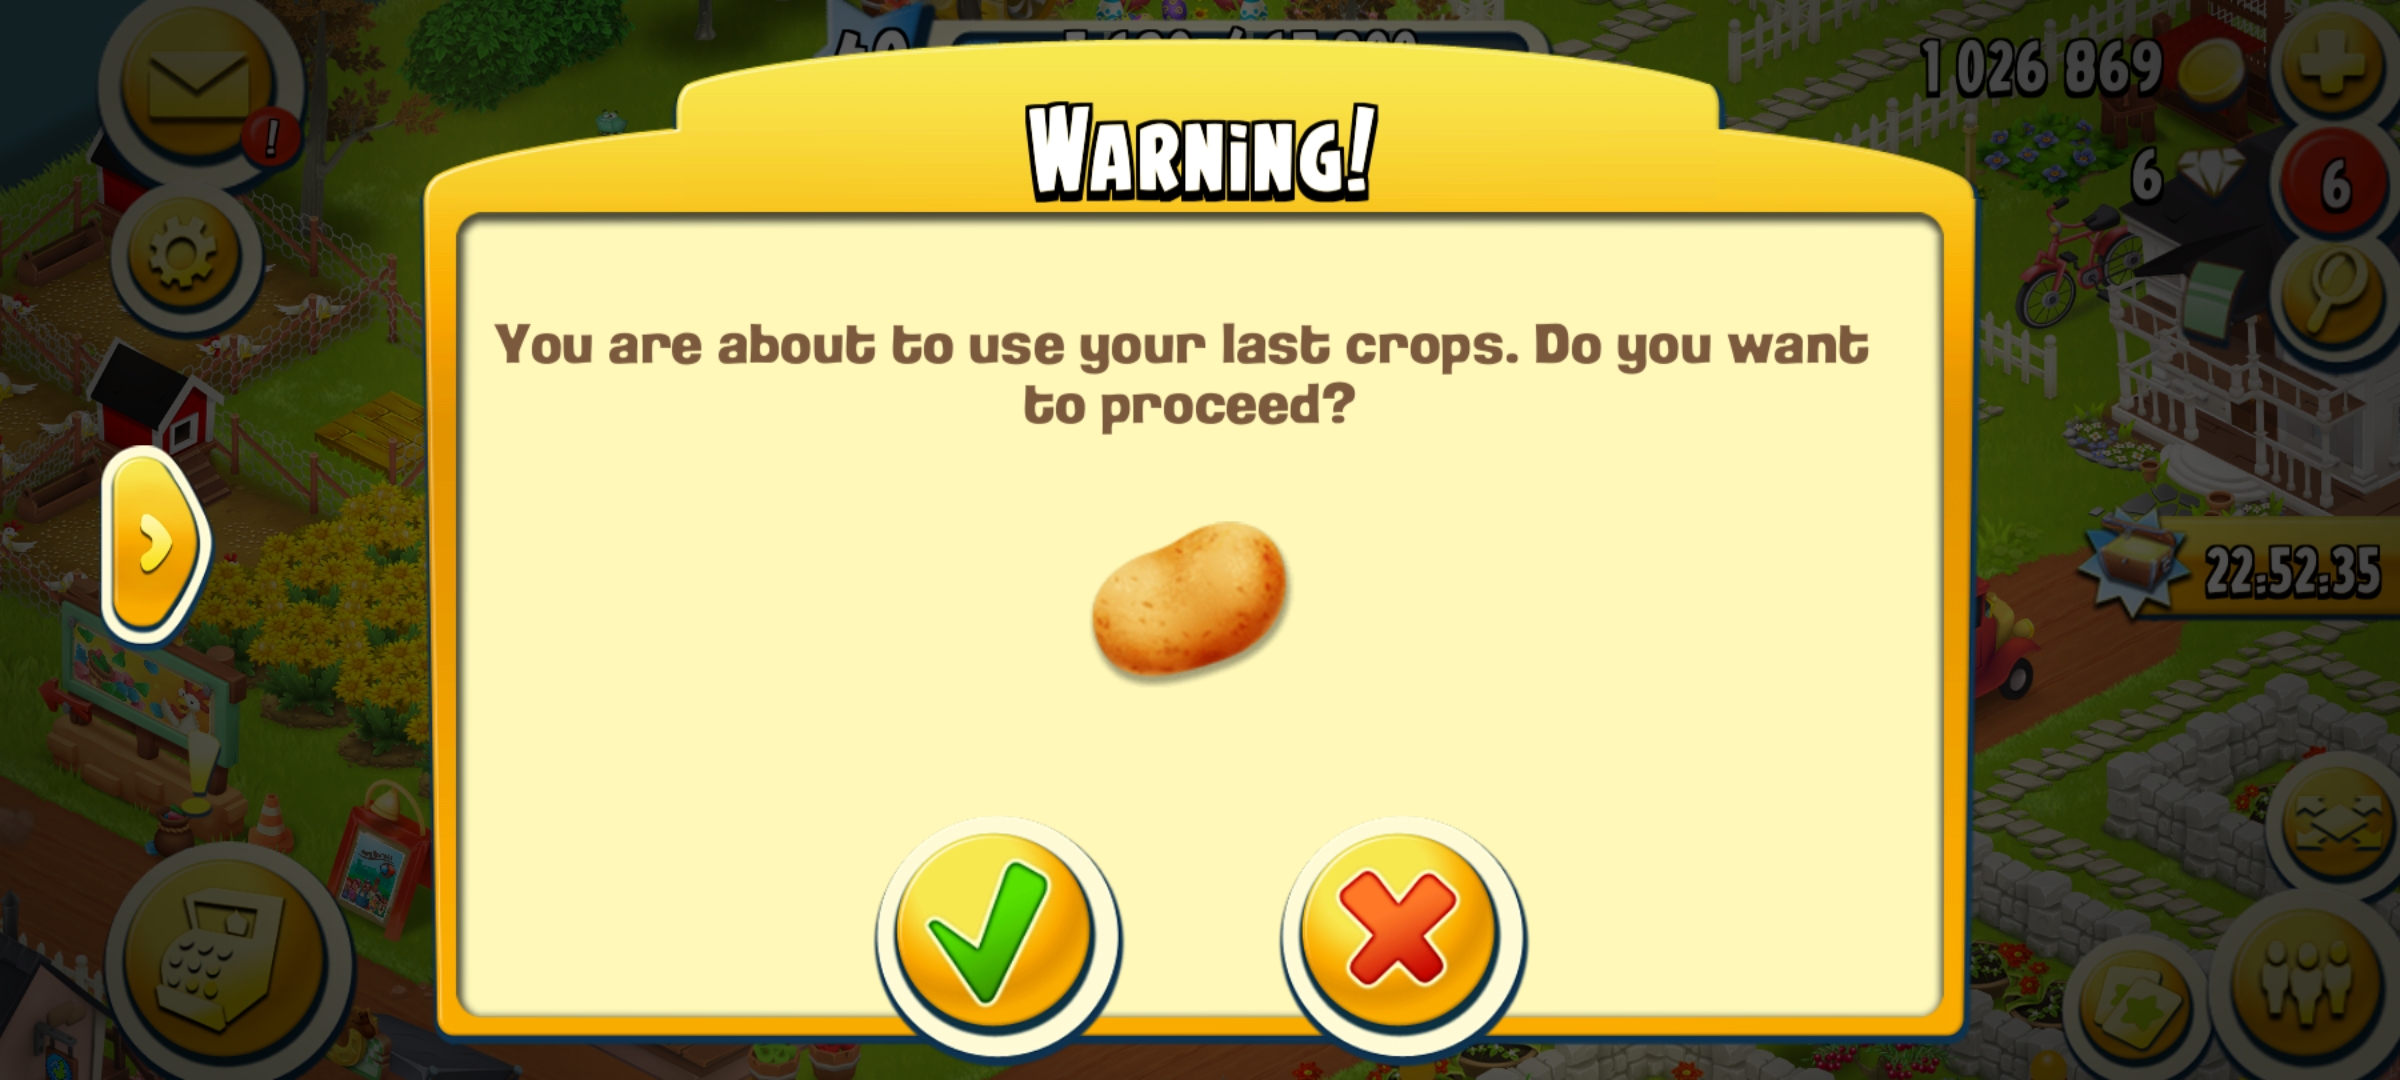 1 026 869
WARNiNG!
6
6
You are about to use your last crops. Do you want
to proceed?
22:52:35